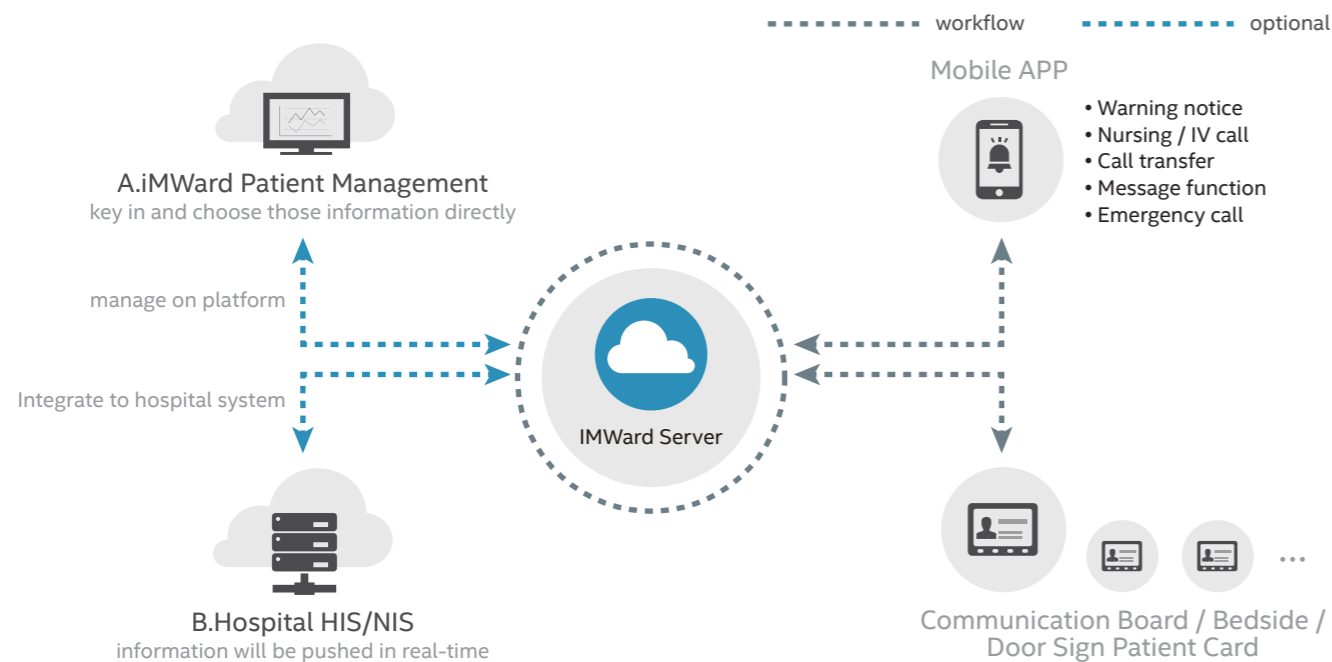 workflow
optional
Mobile APP
• Warning notice
• Nursing / IV call
• Call transfer
• Message function
• Emergency call
A.iMWard Patient Management
key in and choose those information directly
manage on platform
Integrate to hospital system
IMWard Server
B.Hospital HIS/NIS
information will be pushed in real-time
...
Communication Board / Bedside /
Door Sign Patient Card